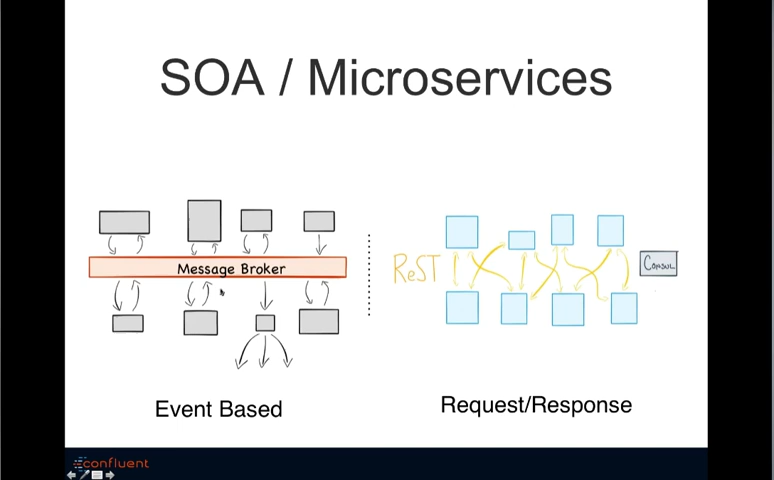 SOA / Microservices
Message Broker
ReST
Consul
Event Based
Request/Response
confluent